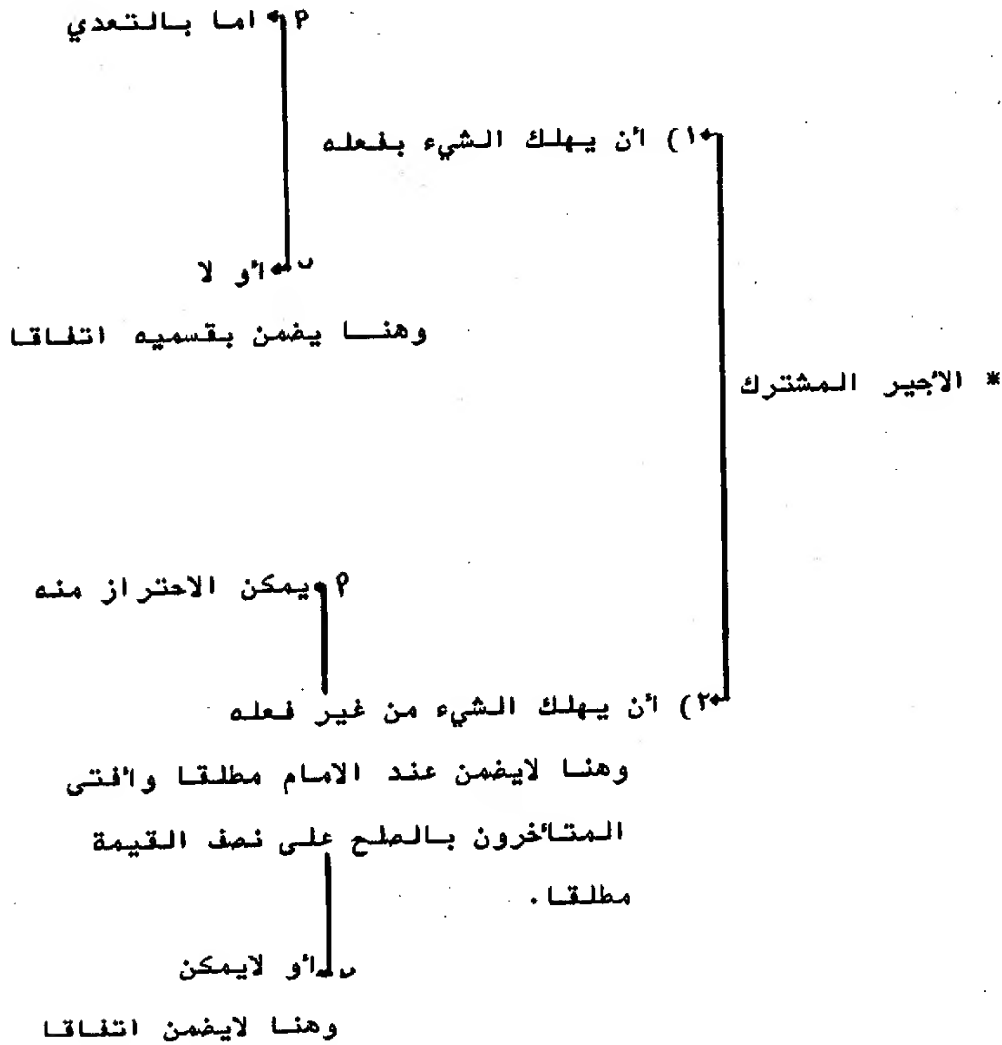 أ اما بالتعدي
١) أن يهلك الشيء بفعله
ب أو لا
وهنا يضمن بقسميه اتفاقا
* الأجير المشترك
أ يمكن الاحتراز منه
٢) أن يهلك الشيء من غير فعله
وهنا لايضمن عند الامام مطلقا وأفتى
المتأخرون بالصلح على نصف القيمة
مطلقا.
ب أو لايمكن
وهنا لايضمن اتفاقا